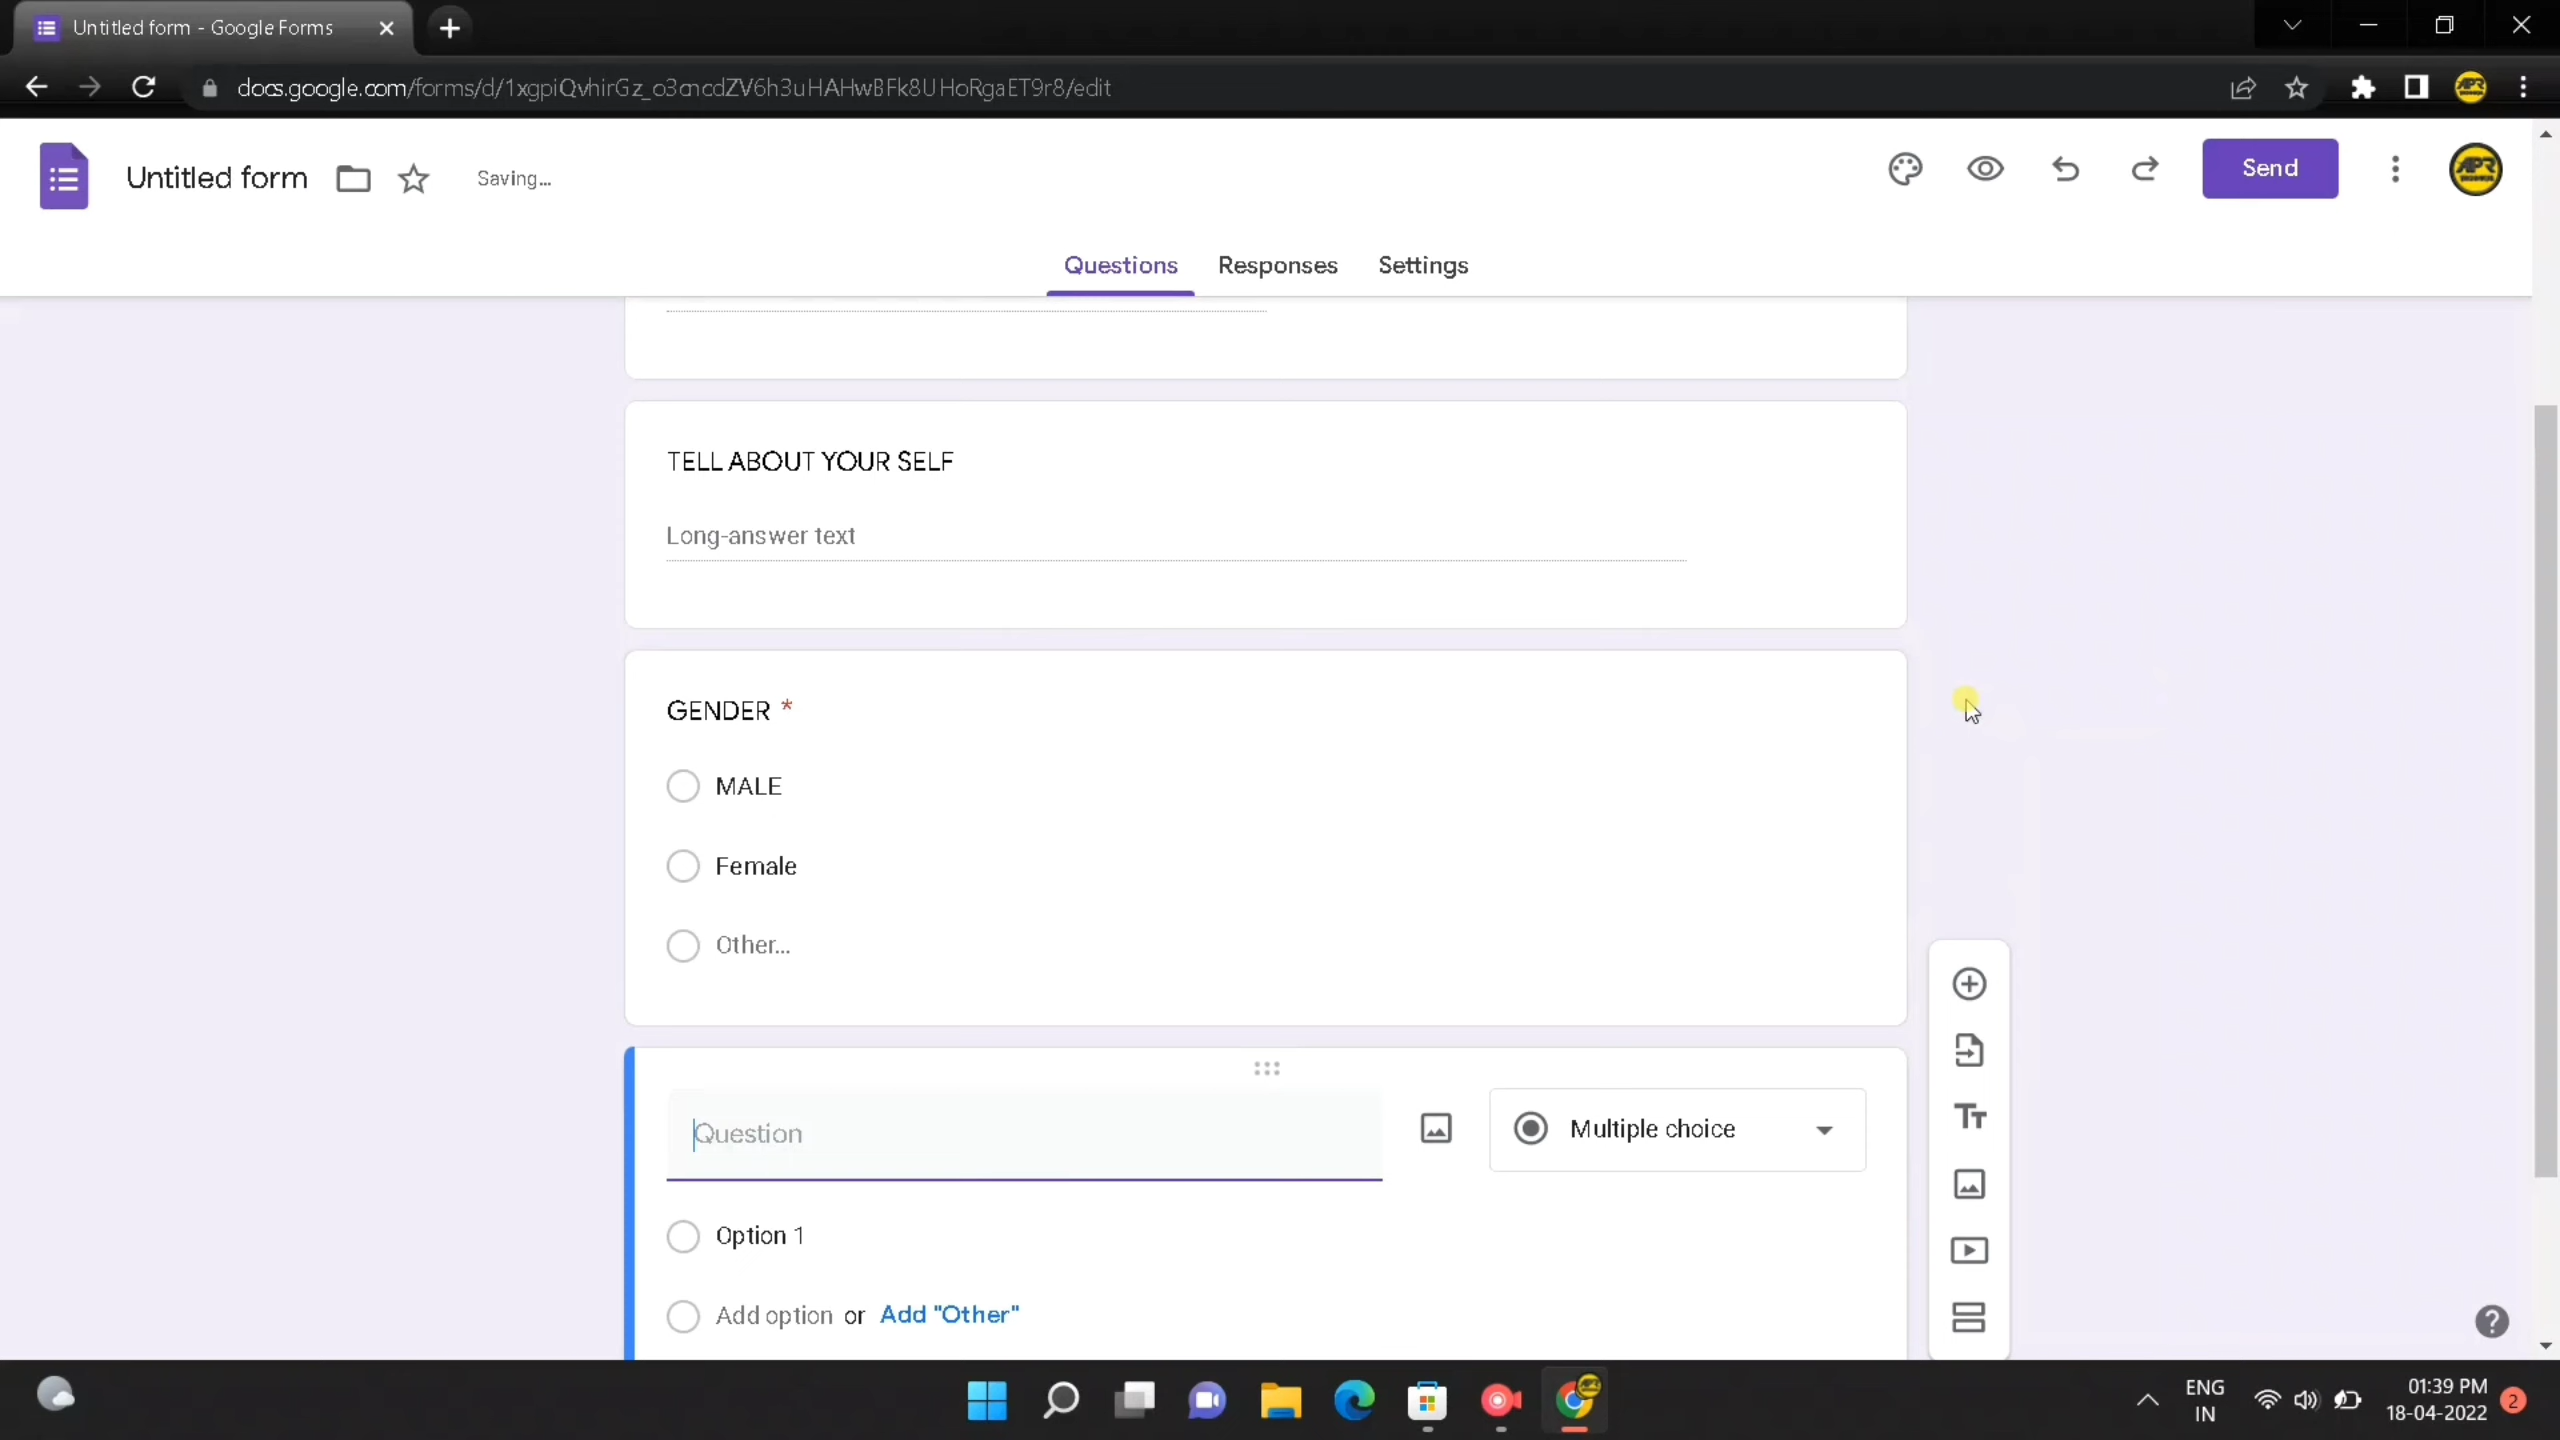 Untitled form - Google Forms
docs.google.com/forms/d/1xgpiQvhirGz_o3cncdZV6h3uHAHwBFk8UHoRgaET9r8/edit
Untitled form
Saving...
Send
Questions
Responses
Settings
TELL ABOUT YOUR SELF
Long-answer text
GENDER *
MALE
Female
Other...
Question
Multiple choice
Option 1
Add option or Add "Other"
ENG
IN
01:39 PM
18-04-2022
2